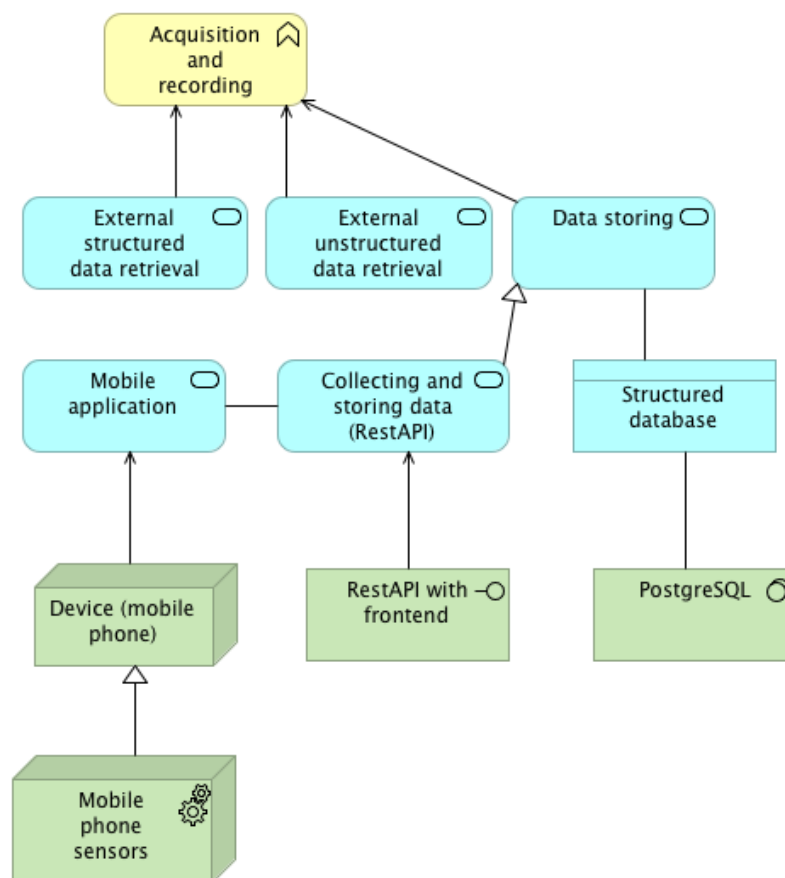 Acquisition
and
recording
External
structured
data retrieval
External
unstructured
data retrieval
Data storing
Mobile
application
Collecting and
storing data
(RestAPI)
Structured
database
Device (mobile
phone)
RestAPI with
frontend
PostgreSQL
Mobile
phone
sensors